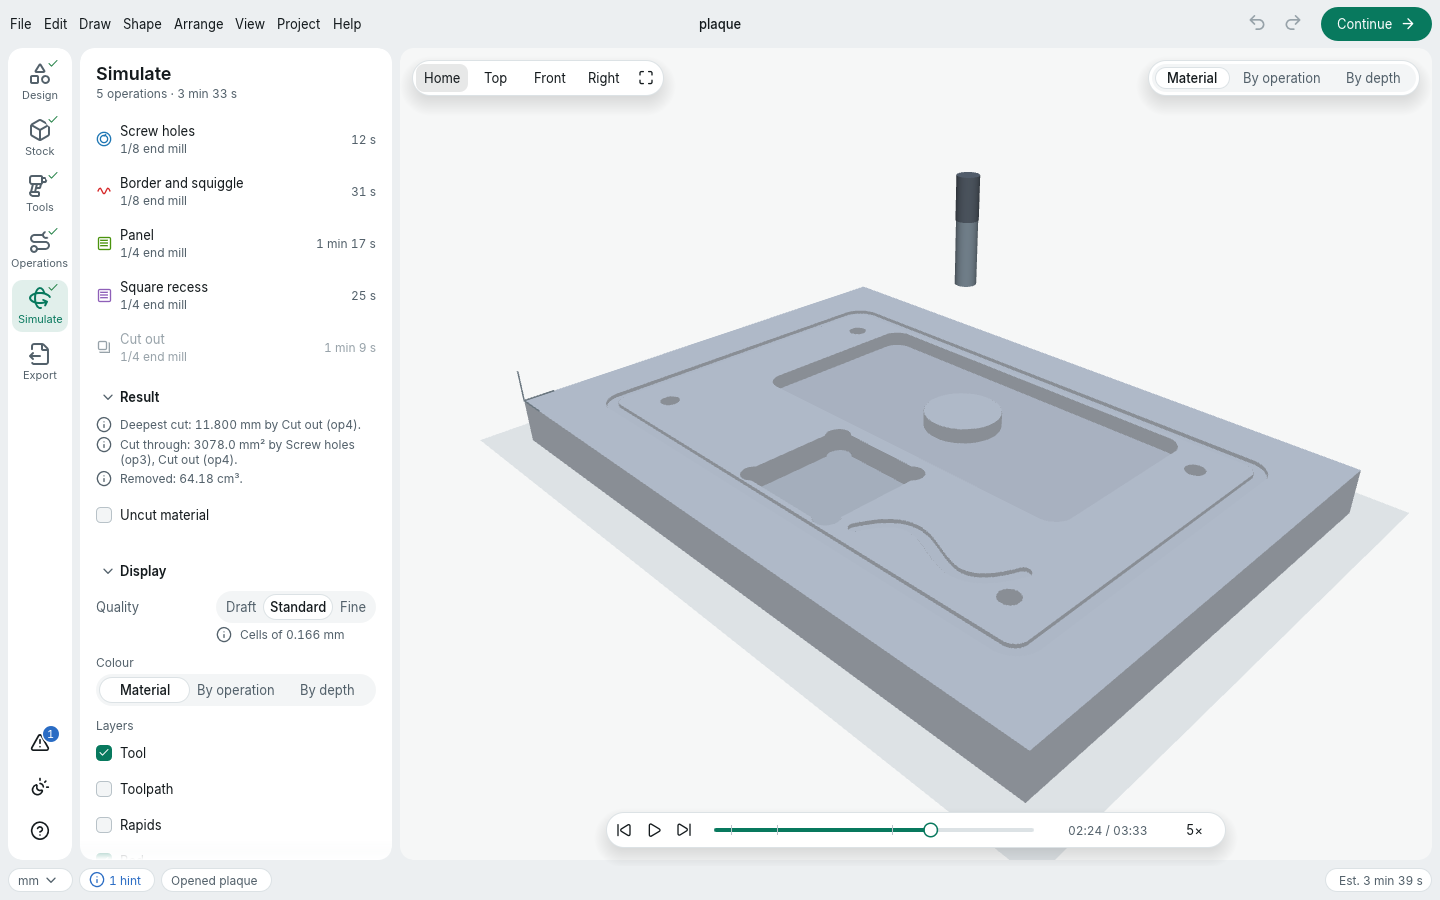 File Edit Draw Shape Arrange View Project Help
plaque
Continue
Design
Stock
Tools
Operations
Simulate
Export
1
Simulate
5 operations · 3 min 33 s
Screw holes
1/8 end mill
12 s
Border and squiggle
1/8 end mill
31 s
Panel
1/4 end mill
1 min 17 s
Square recess
1/4 end mill
25 s
Cut out
1/4 end mill
1 min 9 s
Result
Deepest cut: 11.800 mm by Cut out (op4).
Cut through: 3078.0 mm² by Screw holes
(op3), Cut out (op4).
Removed: 64.18 cm³.
Uncut material
Display
Quality
Draft Standard Fine
Cells of 0.166 mm
Colour
Material By operation By depth
Layers
Tool
Toolpath
Rapids
Home Top Front Right
Material By operation By depth
02:24 / 03:33
5×
mm
1 hint
Opened plaque
Est. 3 min 39 s